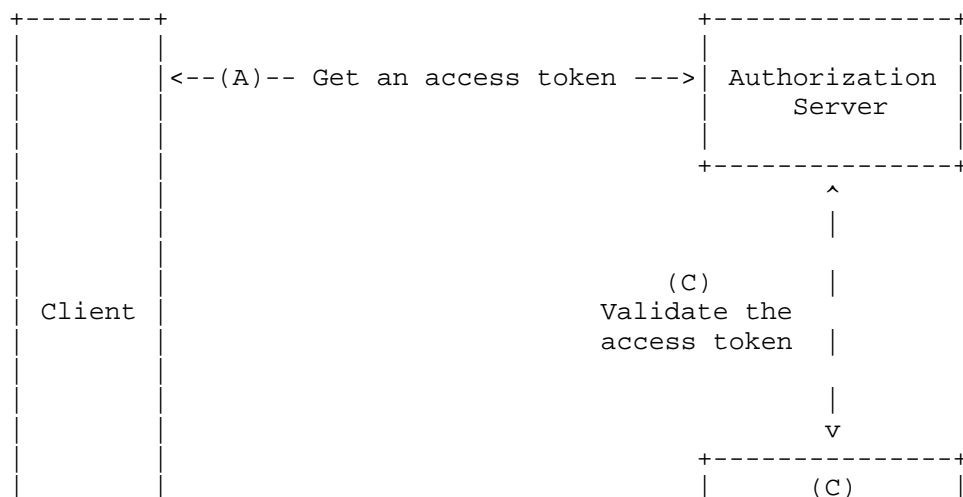 <--(A)-- Get an access token --->
Authorization
Server
^
(C)
Client
Validate the
access token
v
(C)